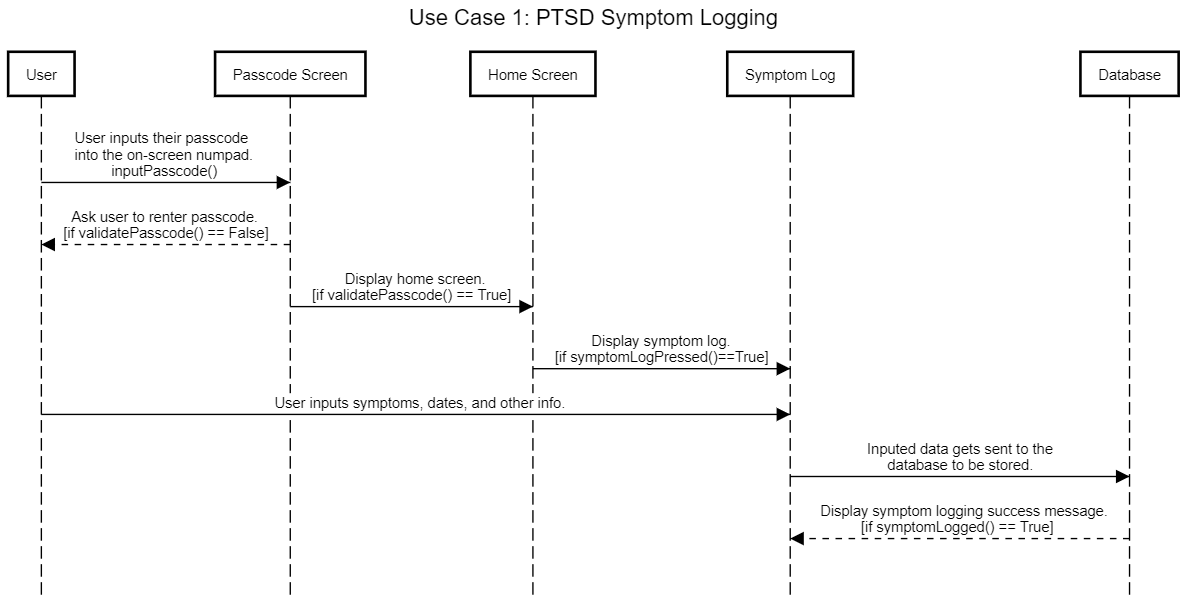 Use Case 1: PTSD Symptom Logging
User
Passcode Screen
Home Screen
Symptom Log
Database
User inputs their passcode
into the on-screen numpad.
inputPasscode()
Ask user to renter passcode.
[if validatePasscode() == False]
Display home screen.
[if validatePasscode() == True]
Display symptom log.
[if symptomLogPressed()==True]
User inputs symptoms, dates, and other info.
Inputed data gets sent to the
database to be stored.
Display symptom logging success message.
[if symptomLogged() == True]